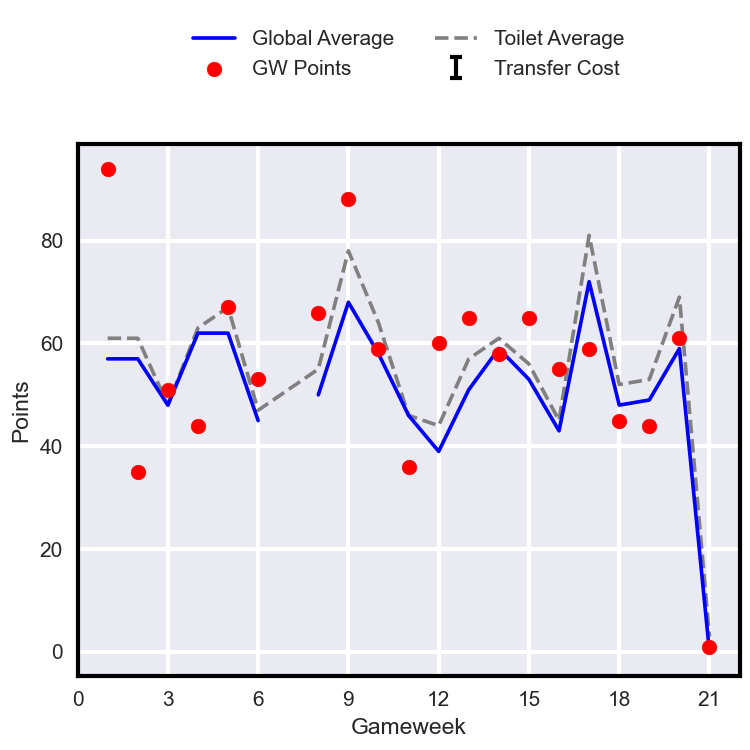 Global Average
Toilet Average
GW Points
Transfer Cost
80
60
40
20
0
Points
0 3 6 9 12 15 18 21
Gameweek